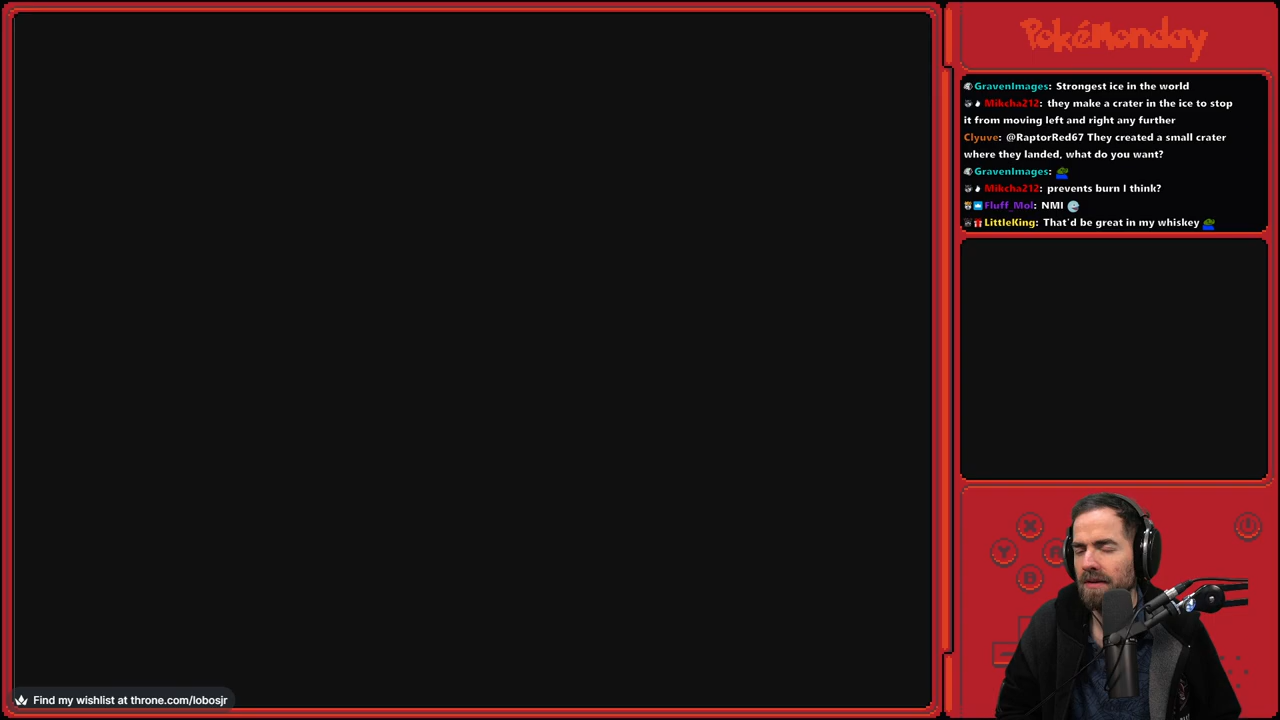 PokéMonday
GravenImages: Strongest ice in the world
Mikcha212: they make a crater in the ice to stop
it from moving left and right any further
Clyuve: @RaptorRed67 They created a small crater
where they landed, what do you want?
GravenImages:
Mikcha212: prevents burn I think?
Fluff_Mol: NMI
LittleKing: That'd be great in my whiskey
X
Y A
B
Find my wishlist at throne.com/lobosjr